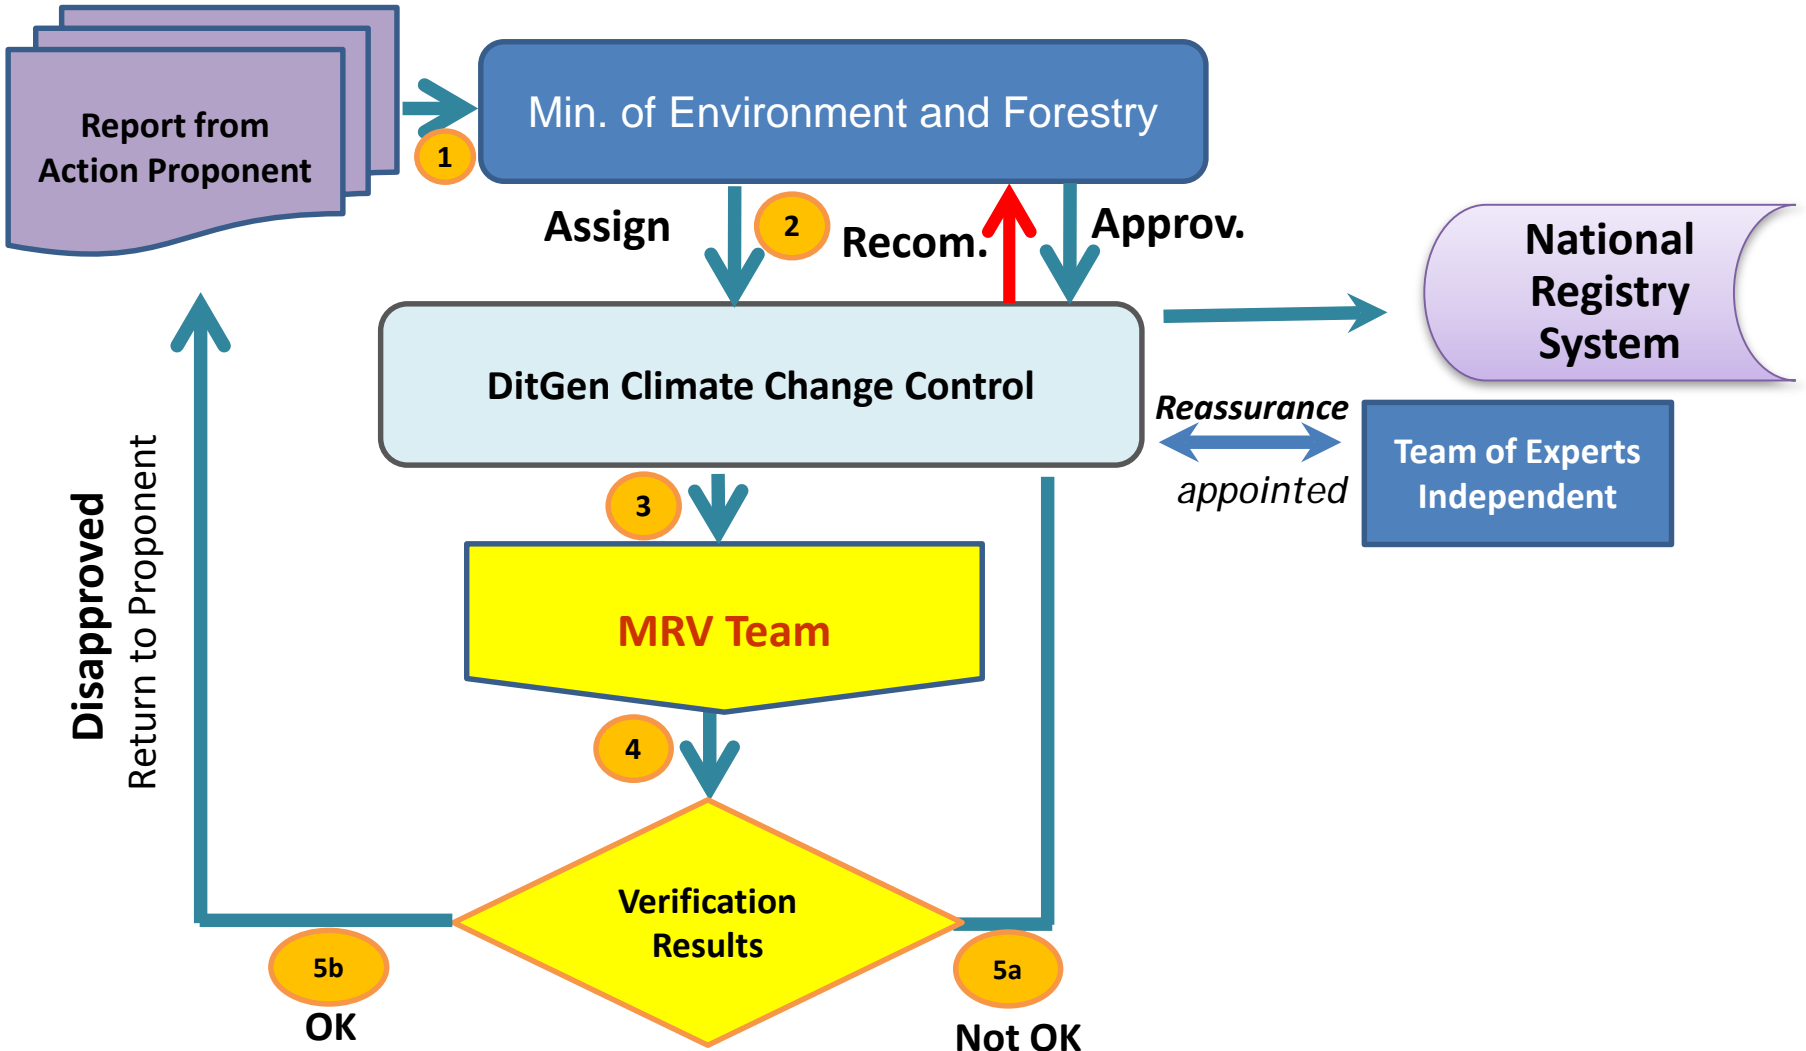 Report from
Action Proponent
1
Min. of Environment and Forestry
Assign
2
Recom.
Approv.
National
Registry
System
DitGen Climate Change Control
Reassurance
appointed
Team of Experts
Independent
3
MRV Team
Disapproved
Return to Proponent
4
Verification
Results
5b
OK
5a
Not OK